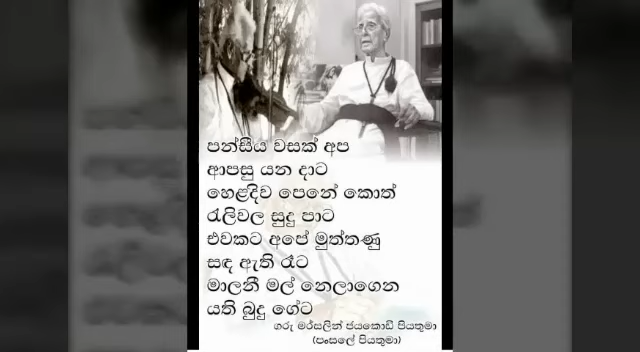 පන්සිය වසක් අප
ආපසු යන දාට
හෙළදිව පෙනේ කොත්
රැලිවල සුදු පාට
එවකට අපේ මුත්තණු
සඳ ඇති රෑට
මාලනී මල් නෙලාගෙන
යති බුදු ගේට
ගරු මර්සලින් ජයකොඩි පියතුමා
(පංසලේ පියතුමා)